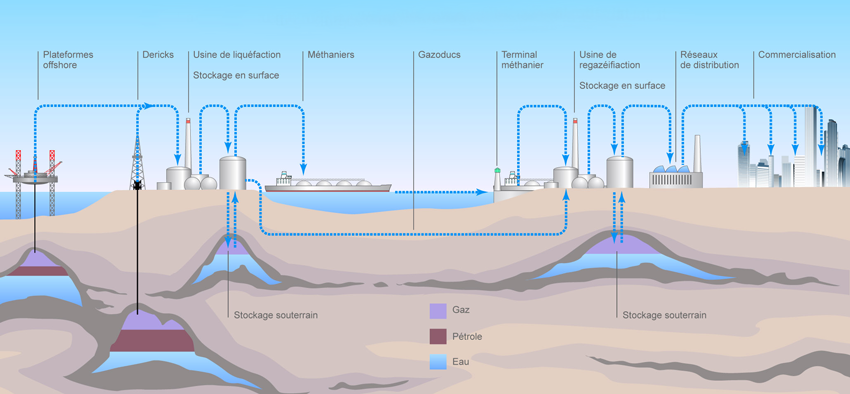 Plateformes
offshore
Dericks
Usine de liquéfaction
Stockage en surface
Méthaniers
Gazoducs
Terminal
méthanier
Usine de
regazéifiaction
Stockage en surface
Réseaux
de distribution
Commercialisation
Stockage souterrain
Stockage souterrain
Gaz
Pétrole
Eau